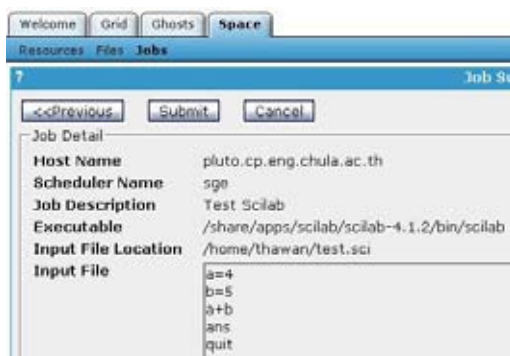 Welcome Grid Ghosts Space
Resources Files Jobs
? Job Su
<<Previous Submit Cancel
Job Detail
Host Name pluto.cp.eng.chula.ac.th
Scheduler Name sge
Job Description Test Scilab
Executable /share/apps/scilab/scilab-4.1.2/bin/scilab
Input File Location /home/thawan/test.sci
Input File a=4
b=5
a+b
ans
quit